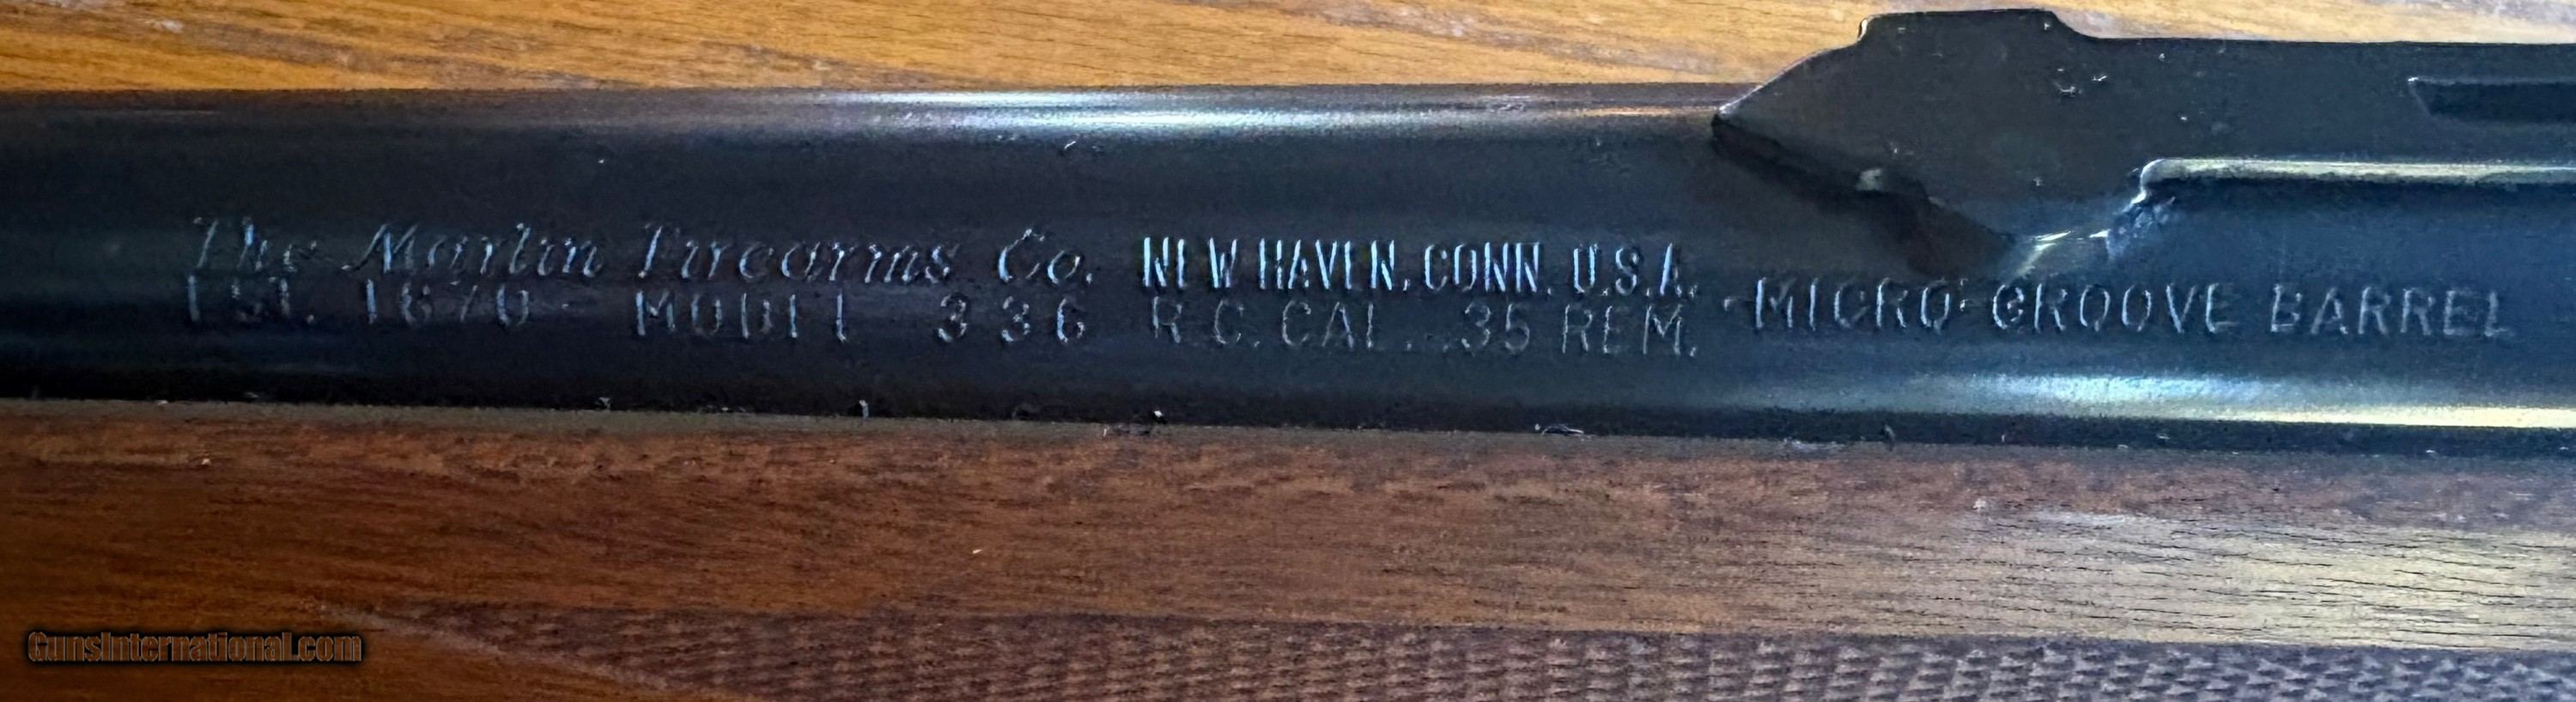 The Marlin Firearms Co. NEW HAVEN, CONN. U.S.A.
EST. 1870 - MODEL 336 R.C. CAL. .35 REM. -MICRO-GROOVE BARREL
GunsInternational.com